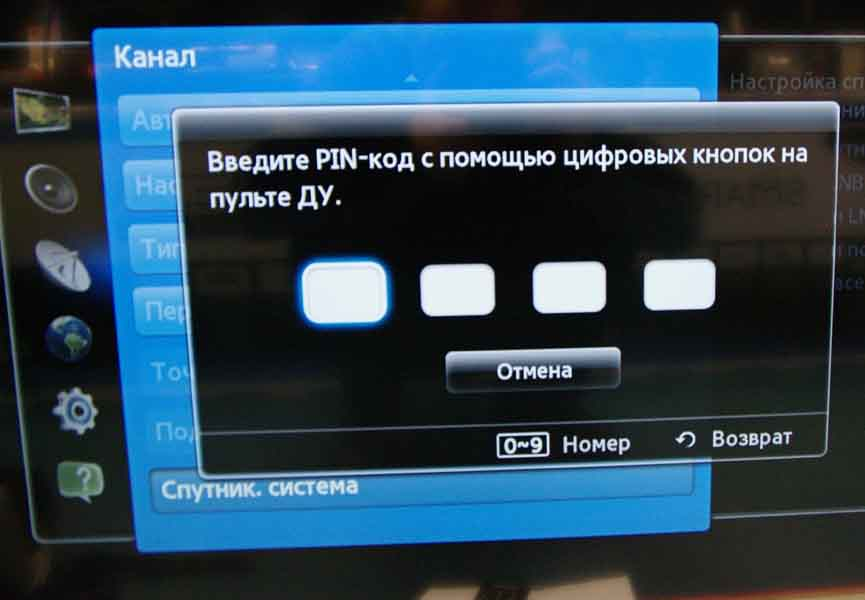 Канал
Настройка сп
Введите PIN-код с помощью цифровых кнопок на
пульте ДУ.
Отмена
0~9 Номер Возврат
Спутник. система